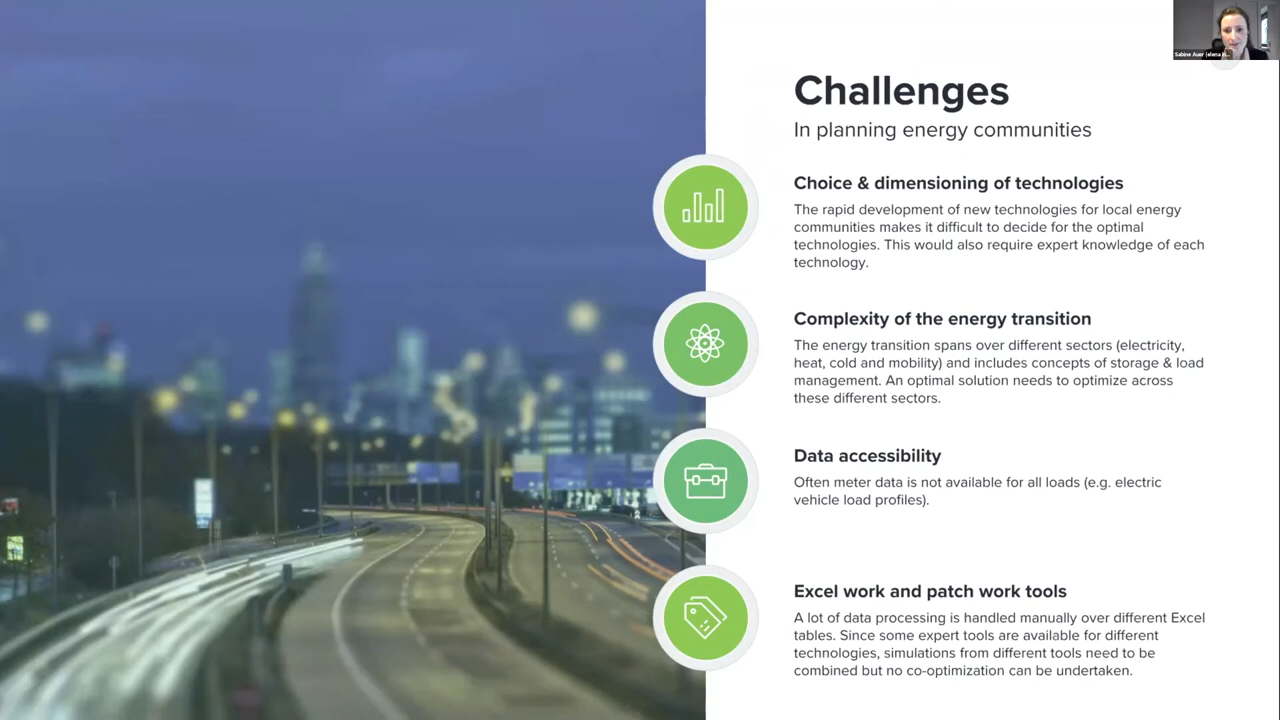 Sabine Auer (elena
Challenges
In planning energy communities
Choice & dimensioning of technologies
The rapid development of new technologies for local energy
communities makes it difficult to decide for the optimal
technologies. This would also require expert knowledge of each
technology.
Complexity of the energy transition
The energy transition spans over different sectors (electricity,
heat, cold and mobility) and includes concepts of storage & load
management. An optimal solution needs to optimize across
these different sectors.
Data accessibility
Often meter data is not available for all loads (e.g. electric
vehicle load profiles).
Excel work and patch work tools
A lot of data processing is handled manually over different Excel
tables. Since some expert tools are available for different
technologies, simulations from different tools need to be
combined but no co-optimization can be undertaken.